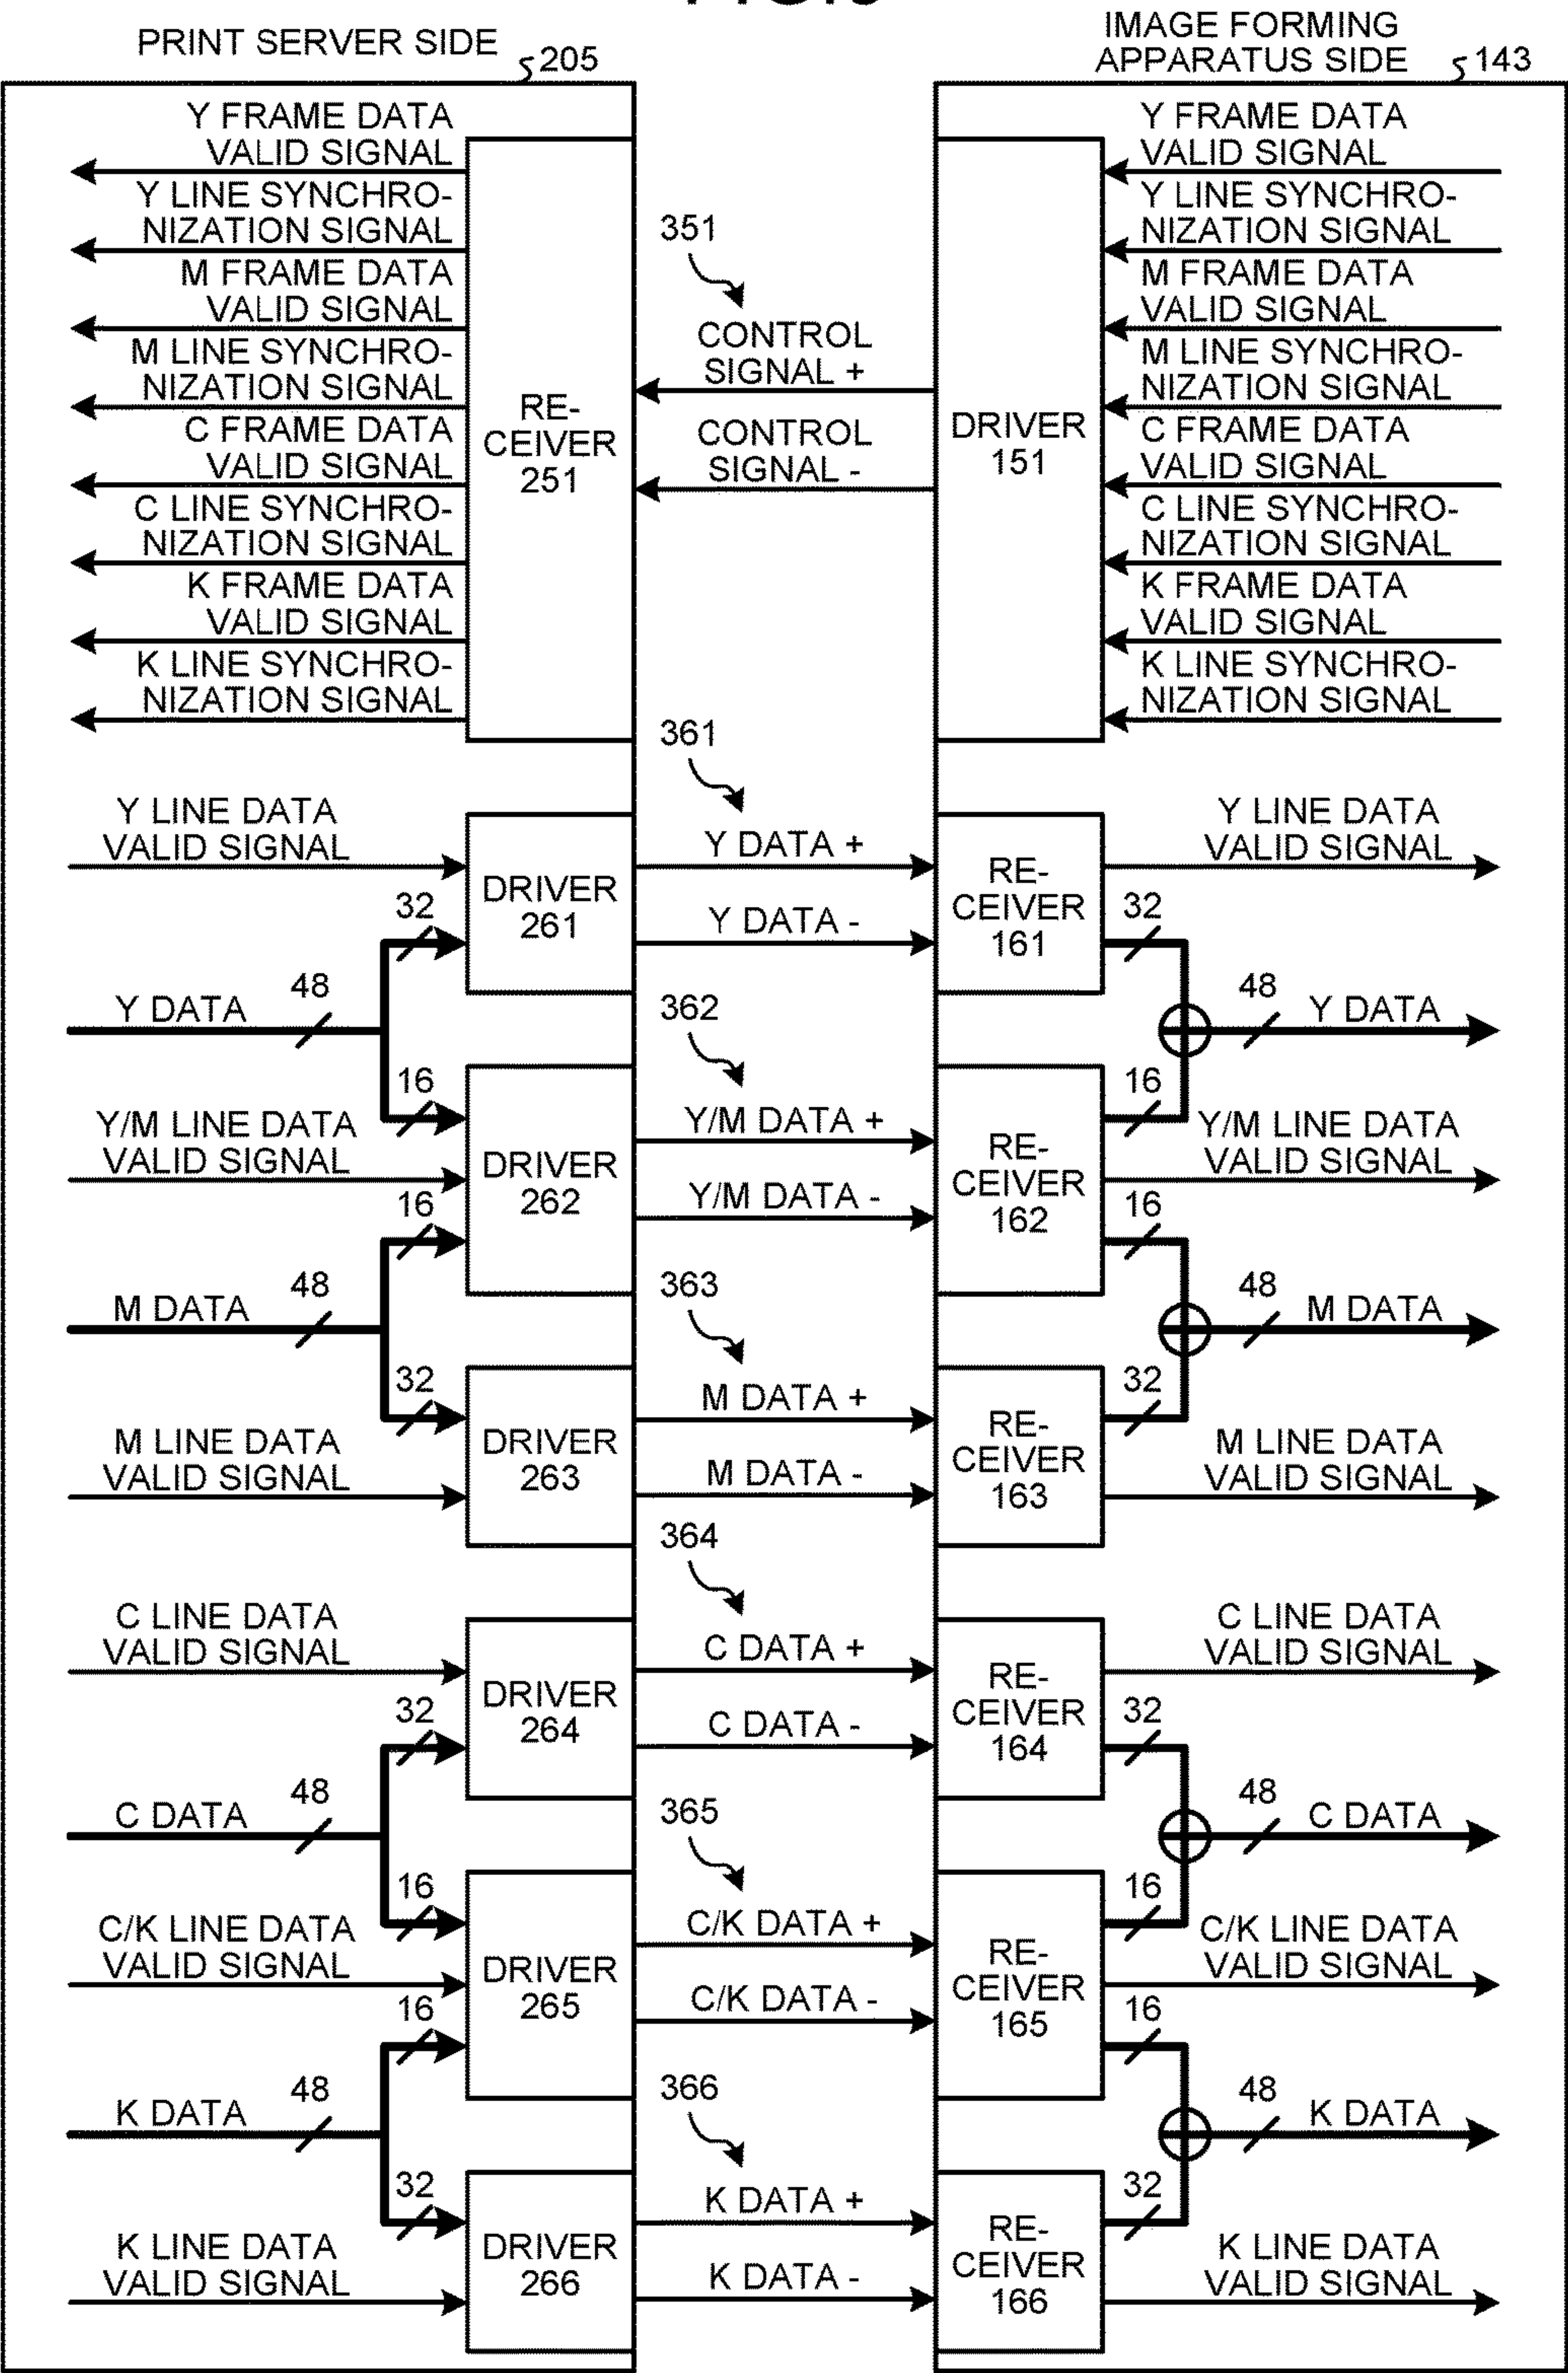 PRINT SERVER SIDE
205
IMAGE FORMING
APPARATUS SIDE
143
Y FRAME DATA
VALID SIGNAL
Y LINE SYNCHRO-
NIZATION SIGNAL
M FRAME DATA
VALID SIGNAL
M LINE SYNCHRO-
NIZATION SIGNAL
C FRAME DATA
VALID SIGNAL
C LINE SYNCHRO-
NIZATION SIGNAL
K FRAME DATA
VALID SIGNAL
K LINE SYNCHRO-
NIZATION SIGNAL
RE-
CEIVER
251
351
CONTROL
SIGNAL +
CONTROL
SIGNAL -
DRIVER
151
Y FRAME DATA
VALID SIGNAL
Y LINE SYNCHRO-
NIZATION SIGNAL
M FRAME DATA
VALID SIGNAL
M LINE SYNCHRO-
NIZATION SIGNAL
C FRAME DATA
VALID SIGNAL
C LINE SYNCHRO-
NIZATION SIGNAL
K FRAME DATA
VALID SIGNAL
K LINE SYNCHRO-
NIZATION SIGNAL
Y LINE DATA
VALID SIGNAL
32
48
Y DATA
16
DRIVER
261
361
Y DATA +
Y DATA -
RE-
CEIVER
161
Y LINE DATA
VALID SIGNAL
32
48
Y DATA
16
Y/M LINE DATA
VALID SIGNAL
16
DRIVER
262
362
Y/M DATA +
Y/M DATA -
RE-
CEIVER
162
Y/M LINE DATA
VALID SIGNAL
16
48
M DATA
32
48
M DATA
32
M LINE DATA
VALID SIGNAL
DRIVER
263
363
M DATA +
M DATA -
RE-
CEIVER
163
M LINE DATA
VALID SIGNAL
C LINE DATA
VALID SIGNAL
32
48
C DATA
16
DRIVER
264
364
C DATA +
C DATA -
RE-
CEIVER
164
C LINE DATA
VALID SIGNAL
32
48
C DATA
16
C/K LINE DATA
VALID SIGNAL
16
DRIVER
265
365
C/K DATA +
C/K DATA -
RE-
CEIVER
165
C/K LINE DATA
VALID SIGNAL
16
48
K DATA
32
48
K DATA
32
K LINE DATA
VALID SIGNAL
DRIVER
266
366
K DATA +
K DATA -
RE-
CEIVER
166
K LINE DATA
VALID SIGNAL